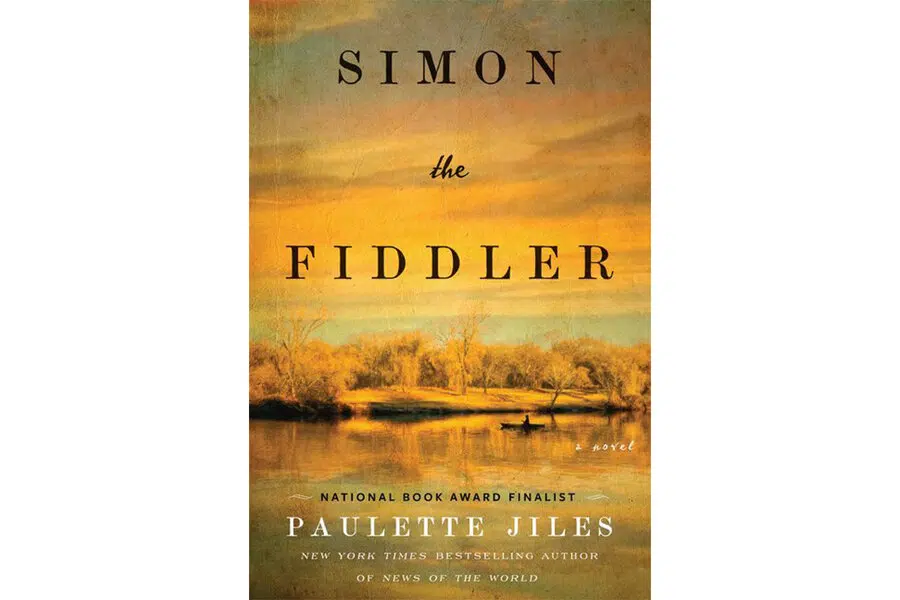 SIMON
the
FIDDLER
a novel
NATIONAL BOOK AWARD FINALIST
PAULETTE JILES
NEW YORK TIMES BESTSELLING AUTHOR
OF NEWS OF THE WORLD